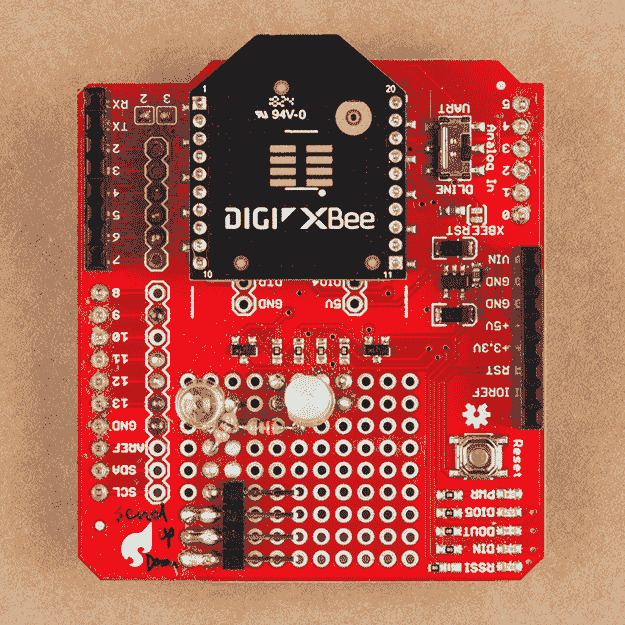 1
20
1824
94V-0
DIGI XBee
10
11
RX
TX
2
3
5
6
7
2 3
8
9
10
11
12
13
GND
AREF
SDA
SCL
UART
DLINE
Analog In
5
4
3
2
1
0
XBEE RST
VIN
GND
GND
+5V
+3.3V
RST
IOREF
DIO4
GND
5V
Reset
PWR
DIO5
DOUT
DIN
RSSI
send
up
Down